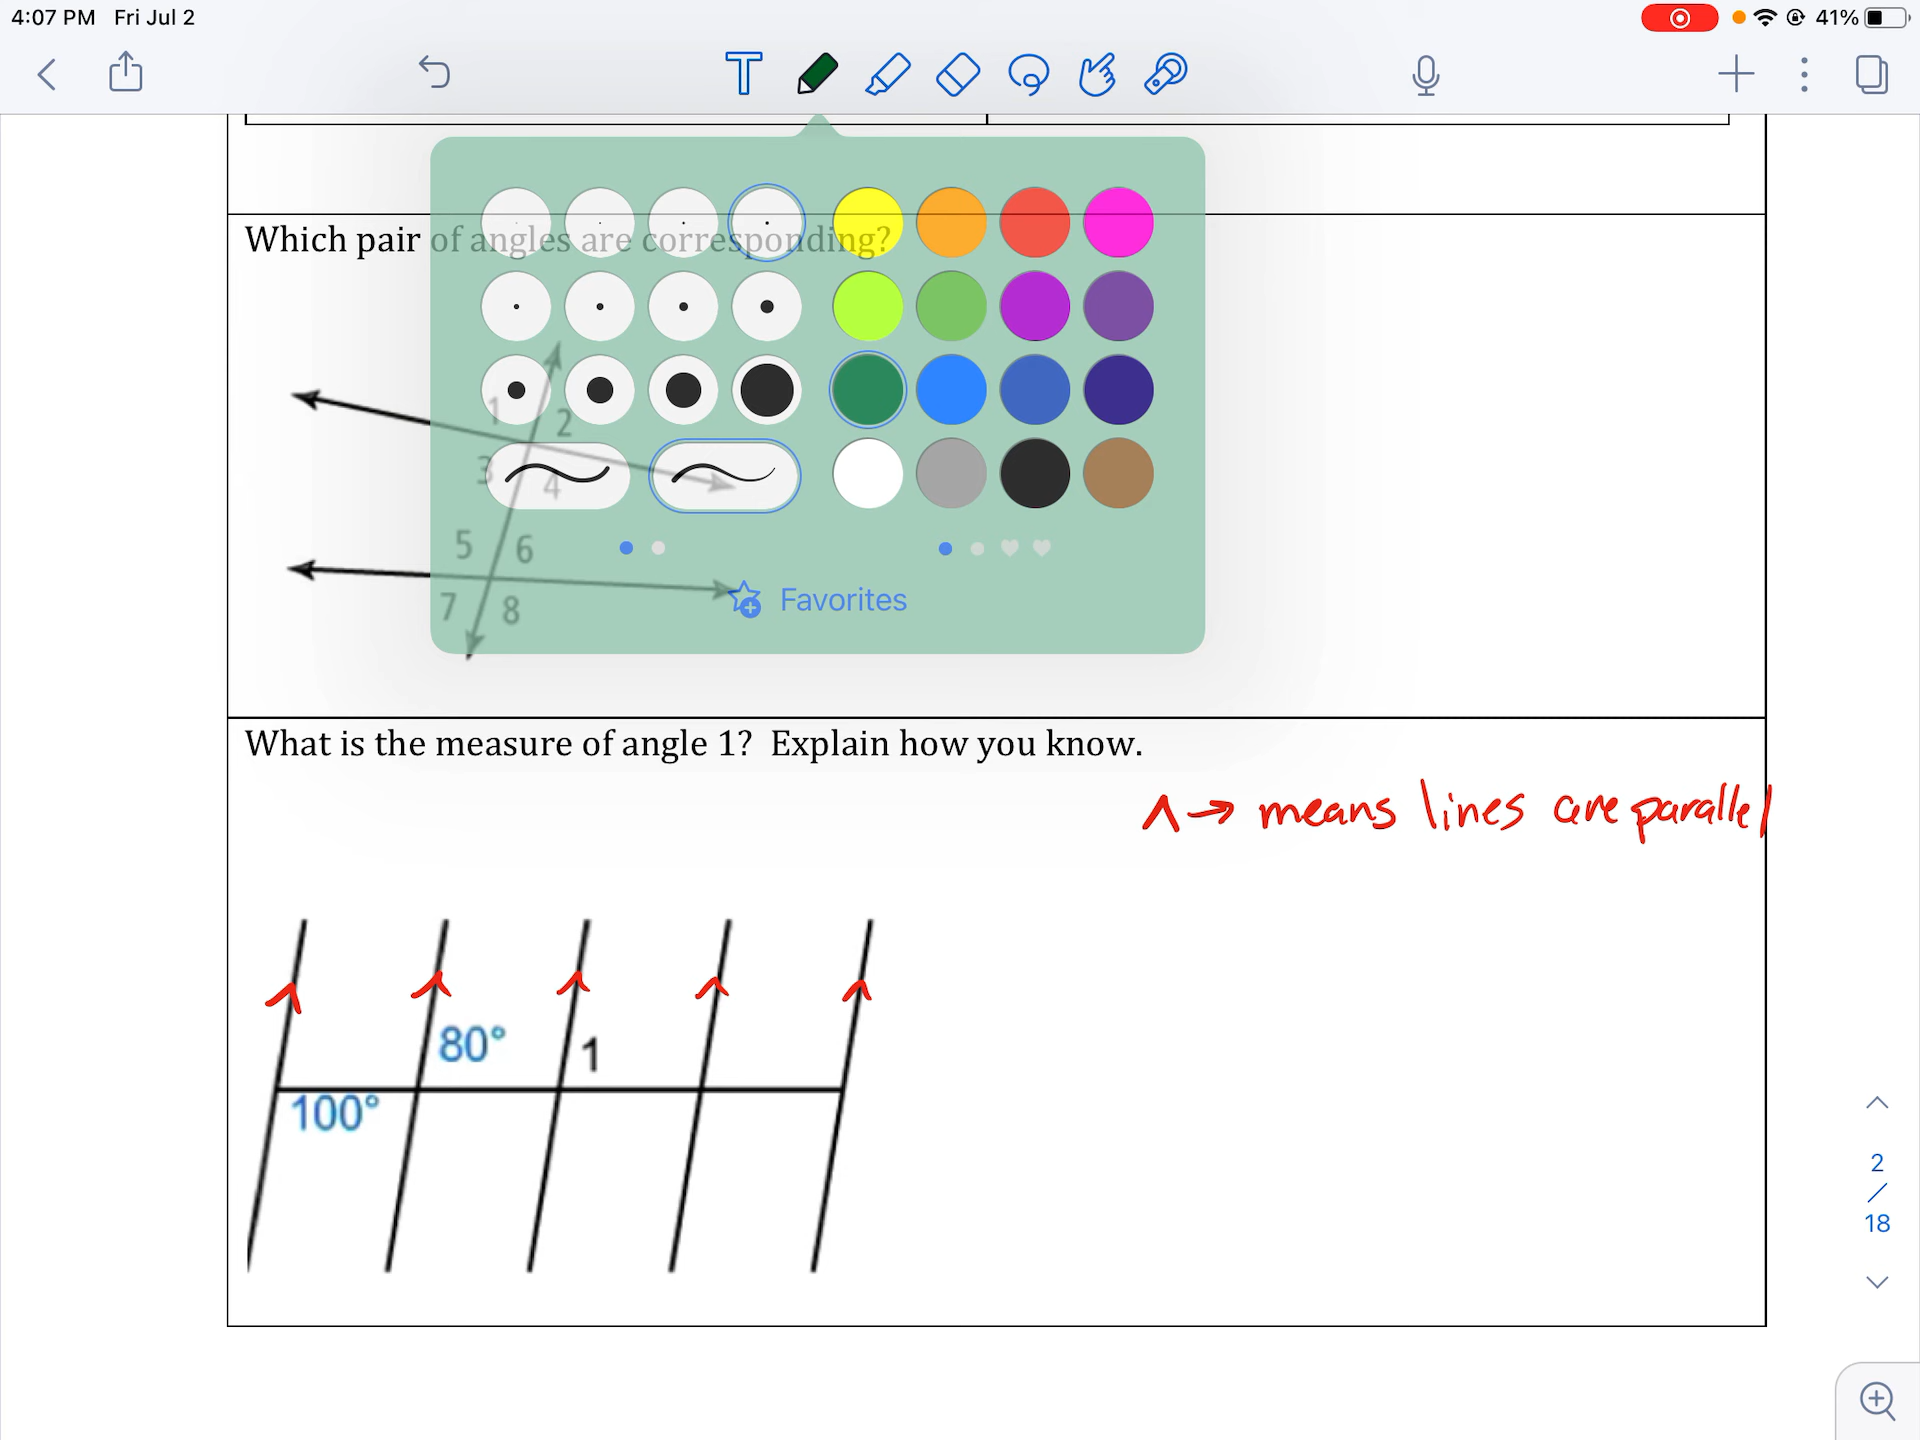 4:07 PM Fri Jul 2
41%
T
Which pair of angles are corresponding?
1
2
3
4
5
6
7
8
Favorites
What is the measure of angle 1? Explain how you know.
∧→ means lines are parallel
80°
1
100°
2
/
18